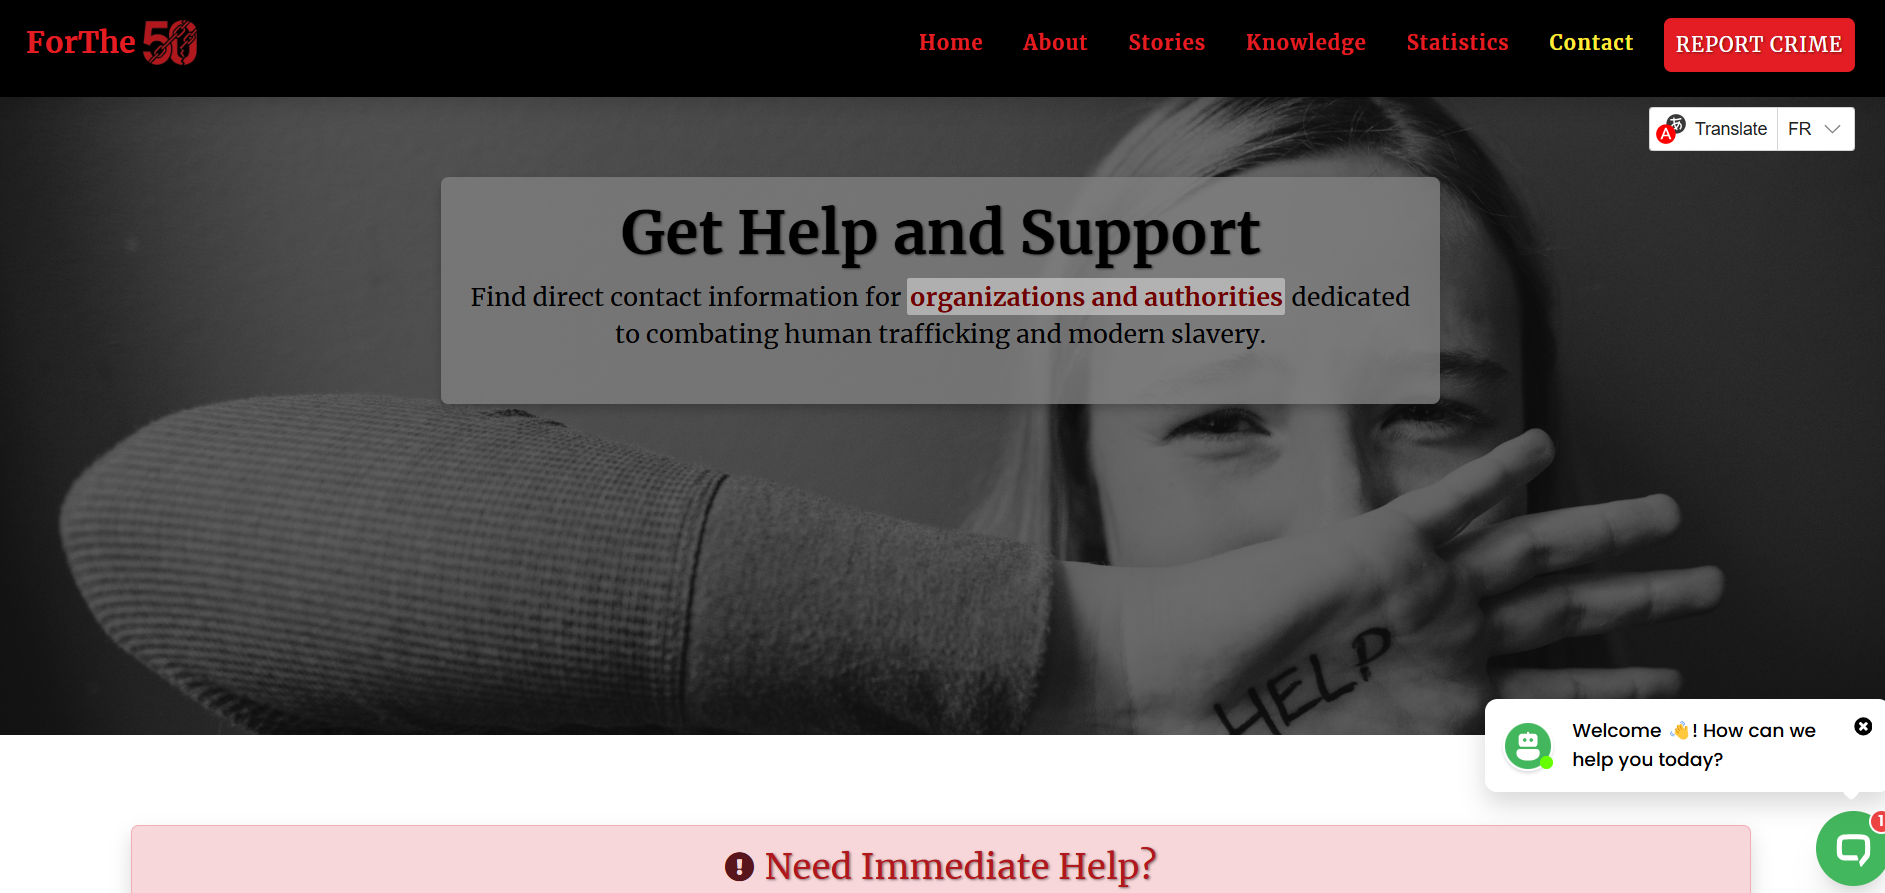 ForThe 50
Home About Stories Knowledge Statistics Contact REPORT CRIME
A あ Translate FR
Get Help and Support
Find direct contact information for organizations and authorities dedicated
to combating human trafficking and modern slavery.
HELP
Welcome 👋! How can we
help you today?
1
Need Immediate Help?